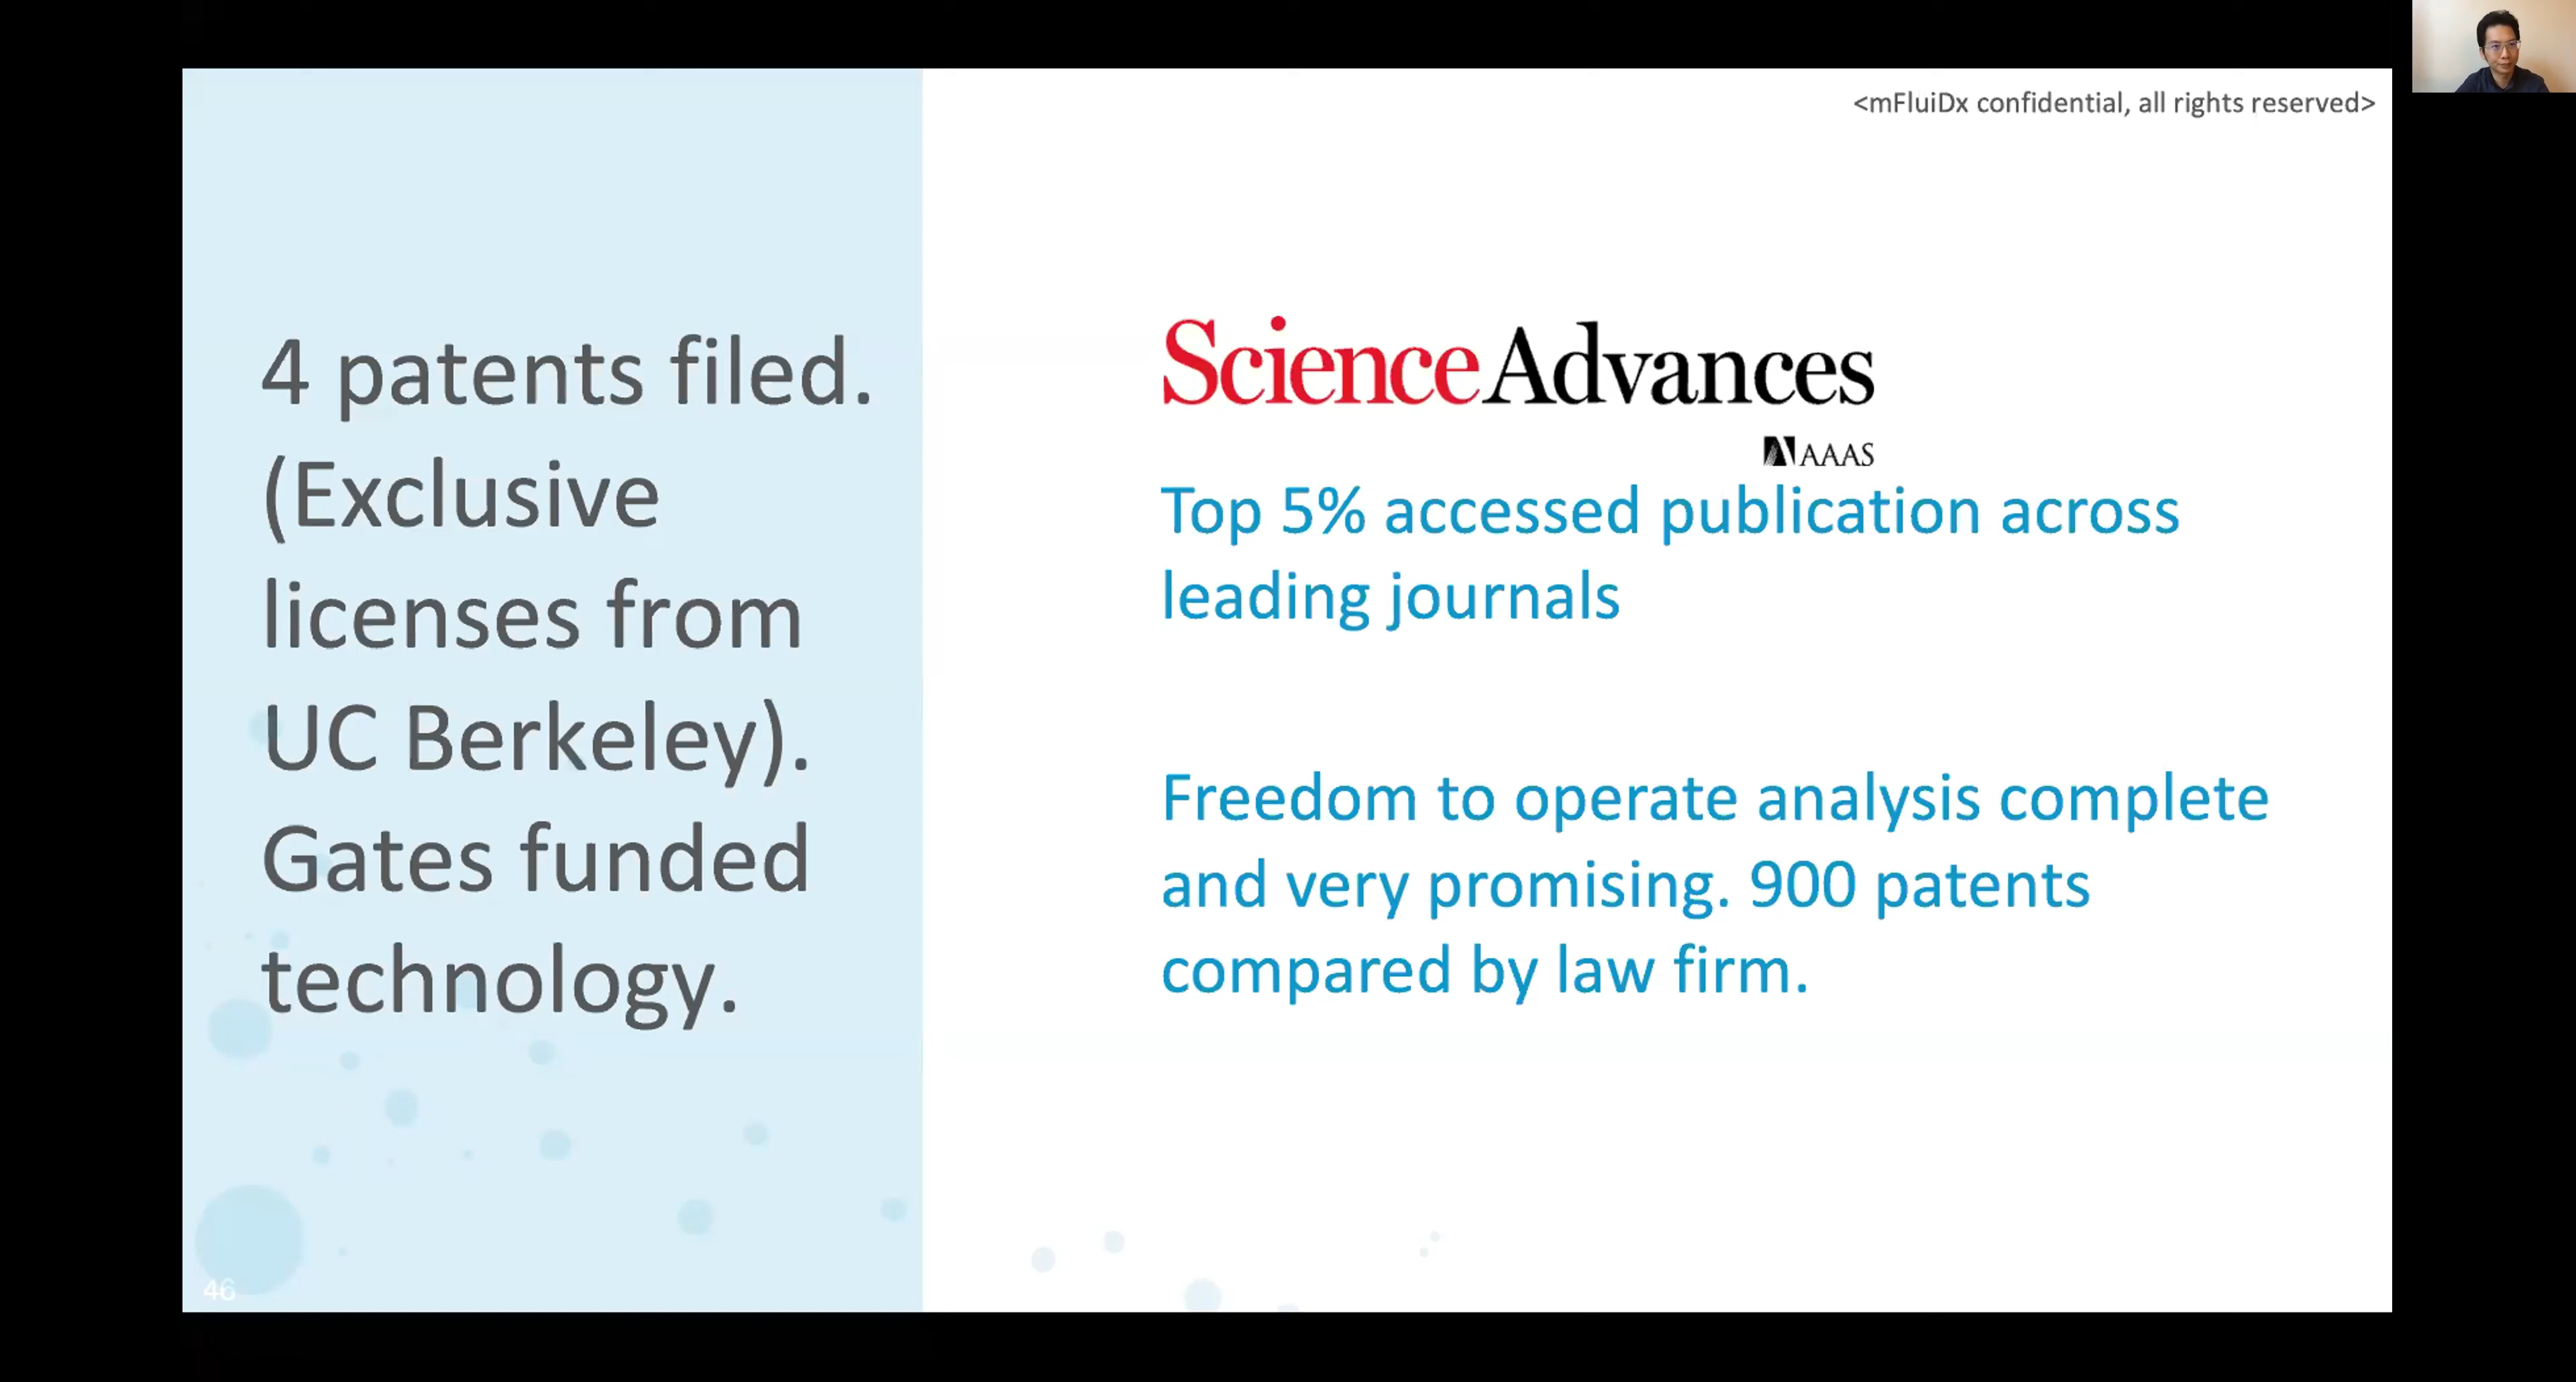 <mFluiDx confidential, all rights reserved>
4 patents filed.
(Exclusive
licenses from
UC Berkeley).
Gates funded
technology.
ScienceAdvances
AAAS
Top 5% accessed publication across
leading journals
Freedom to operate analysis complete
and very promising. 900 patents
compared by law firm.
46